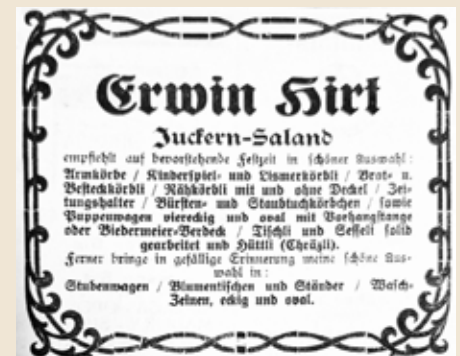 Erwin Hirt
Juckern-Saland
empfiehlt auf bevorstehende Festzeit in schöner Auswahl:
Armkörbe / Kinderspiel- und Lismerkörbli / Brot- u.
Besteckkörbli / Nähkörbli mit und ohne Deckel / Zei-
tungshalter / Bürsten- und Staubtuchkörbchen / sowie
Puppenwagen viereckig und oval mit Vorhangstange
oder Biedermeier-Verdeck / Tischli und Sesseli solid
gearbeitet und Hüttli (Chräzli).
Ferner bringe in gefällige Erinnerung meine schöne Aus-
wahl in:
Stubenwagen / Blumentischen und Ständer / Wasch-
Zeinen, eckig und oval.